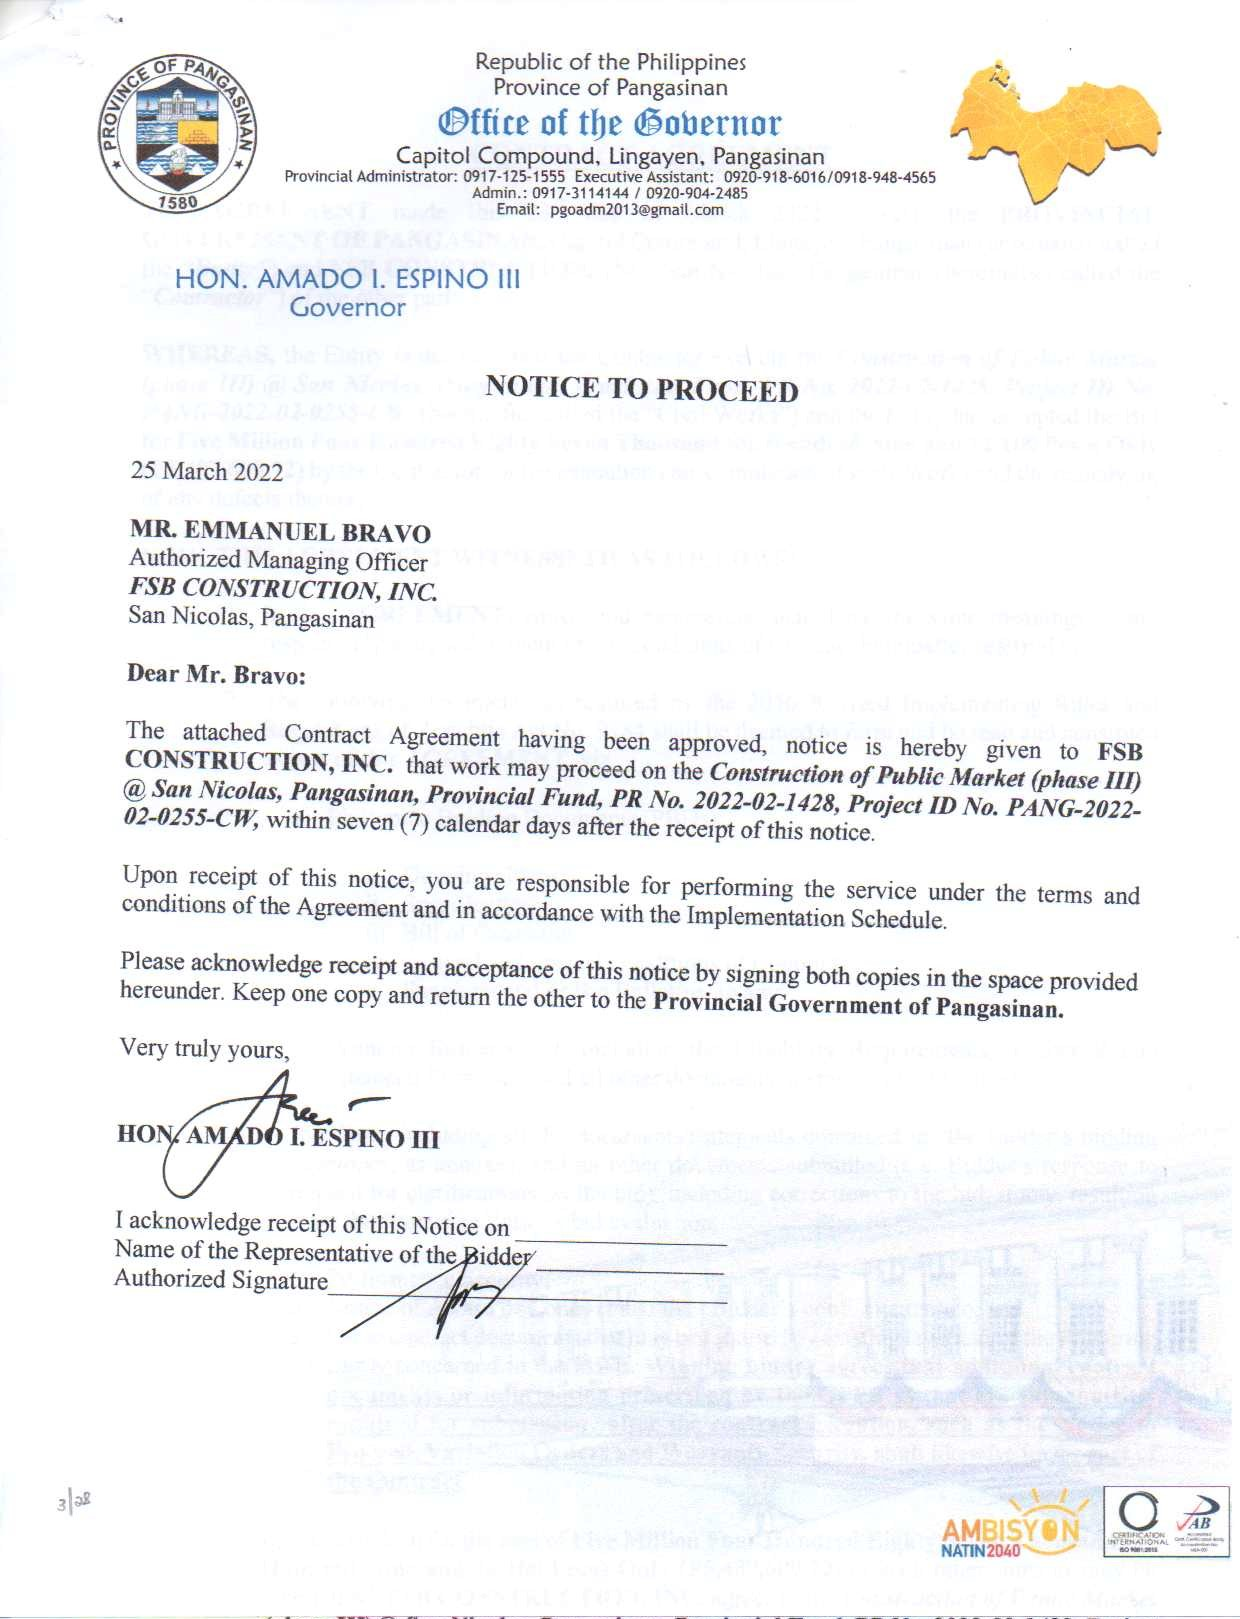 PROVINCE OF PANGASINAN
1580
Republic of the Philippines
Province of Pangasinan
Office of the Governor
Capitol Compound, Lingayen, Pangasinan
Provincial Administrator: 0917-125-1555 Executive Assistant: 0920-918-6016/0918-948-4565
Admin.: 0917-3114144 / 0920-904-2485
Email: pgoadm2013@gmail.com
HON. AMADO I. ESPINO III
Governor
NOTICE TO PROCEED
25 March 2022
MR. EMMANUEL BRAVO
Authorized Managing Officer
FSB CONSTRUCTION, INC.
San Nicolas, Pangasinan
Dear Mr. Bravo:
The attached Contract Agreement having been approved, notice is hereby given to FSB
CONSTRUCTION, INC. that work may proceed on the Construction of Public Market (phase III)
@ San Nicolas, Pangasinan, Provincial Fund, PR No. 2022-02-1428, Project ID No. PANG-2022-
02-0255-CW, within seven (7) calendar days after the receipt of this notice.
Upon receipt of this notice, you are responsible for performing the service under the terms and
conditions of the Agreement and in accordance with the Implementation Schedule.
Please acknowledge receipt and acceptance of this notice by signing both copies in the space provided
hereunder. Keep one copy and return the other to the Provincial Government of Pangasinan.
Very truly yours,
HON. AMADO I. ESPINO III
I acknowledge receipt of this Notice on
Name of the Representative of the Bidder
Authorized Signature
3/28
AMBISYON
NATIN 2040
CERTIFICATION
INTERNATIONAL
ISO 9001:2015
PAB